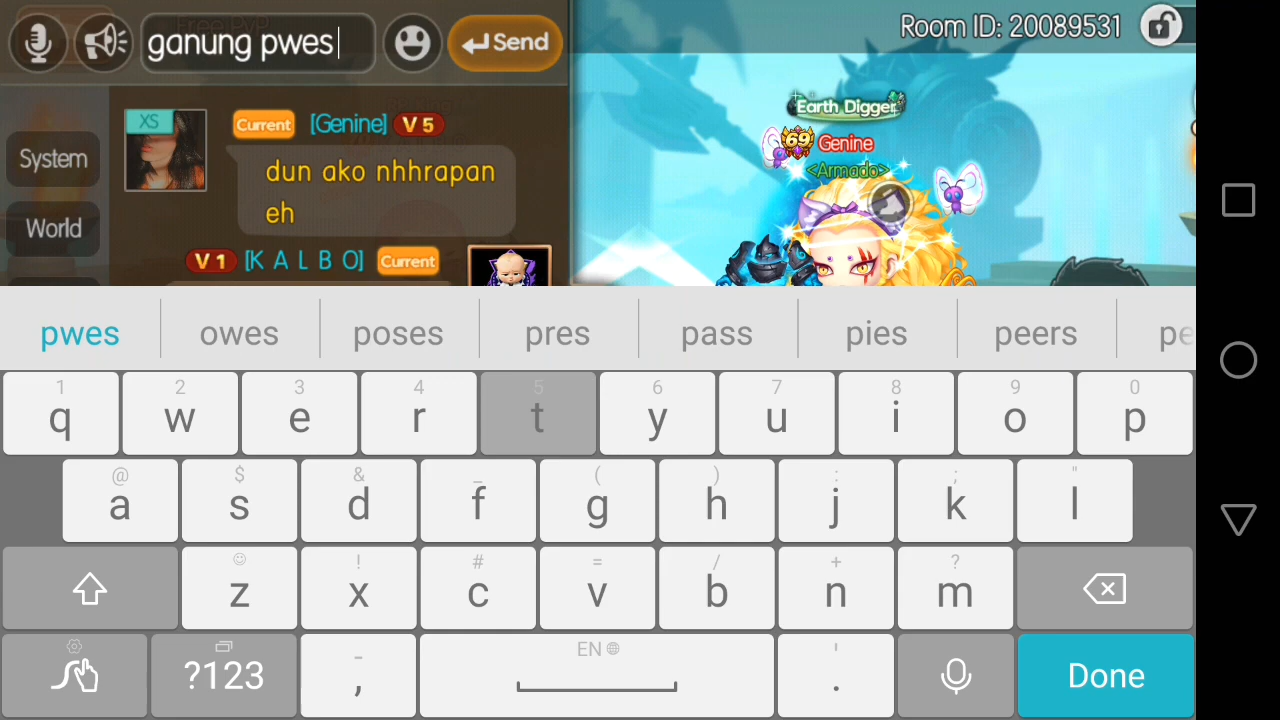 ganung pwes
Send
Room ID: 20089531
System
World
XS
Current [Genine] V 5
dun ako nhhrapan
eh
V 1 [K A L B O] Current
Earth Digger
69 Genine
<Armado>
pwes owes poses pres pass pies peers pe
1 2 3 4 5 6 7 8 9 0
q w e r t y u i o p
@ $ & _ ( ) : ; "
a s d f g h j k l
! # = / + ?
z x c v b n m
- EN '
?123 , . Done